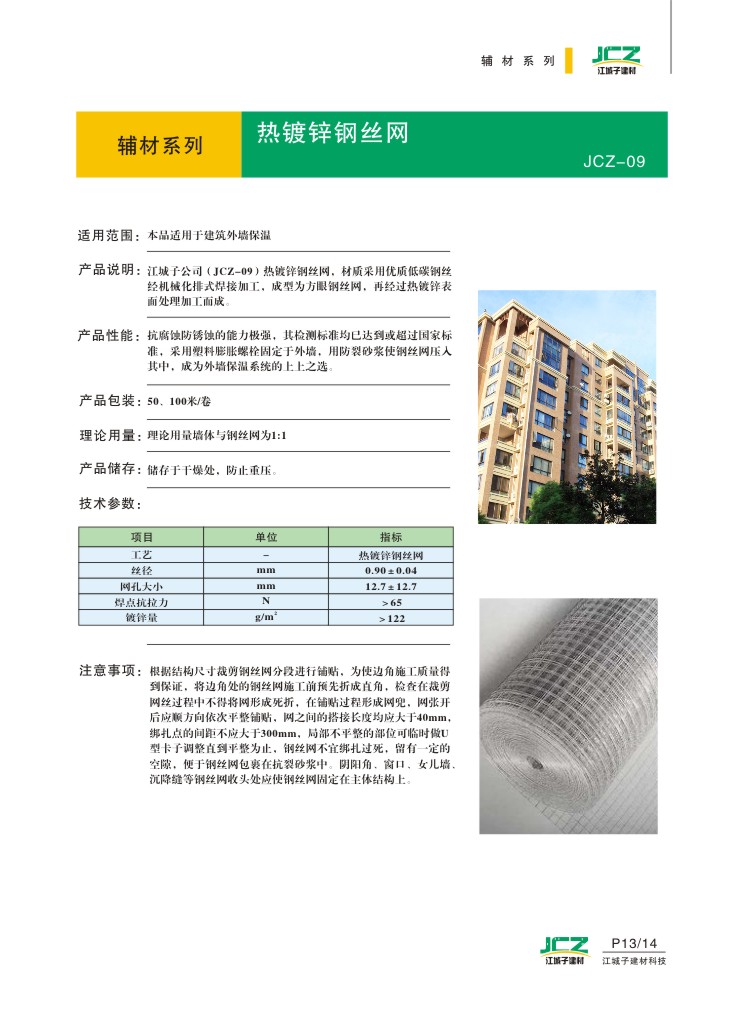 辅材系列
JCZ
江城子建材
辅材系列
热镀锌钢丝网
JCZ-09
适用范围：本品适用于建筑外墙保温
产品说明：江城子公司（JCZ-09）热镀锌钢丝网，材质采用优质低碳钢丝
经机械化排式焊接加工，成型为方眼钢丝网，再经过热镀锌表
面处理加工而成。
产品性能：抗腐蚀防锈蚀的能力极强，其检测标准均已达到或超过国家标
准，采用塑料膨胀螺栓固定于外墙，用防裂砂浆使钢丝网压入
其中，成为外墙保温系统的上上之选。
产品包装：50、100米/卷
理论用量：理论用量墙体与钢丝网为1:1
产品储存：储存于干燥处，防止重压。
技术参数：
项目 单位 指标
工艺 – 热镀锌钢丝网
丝径 mm 0.90±0.04
网孔大小 mm 12.7±12.7
焊点抗拉力 N >65
镀锌量 g/m² >122
注意事项：根据结构尺寸裁剪钢丝网分段进行铺贴，为使边角施工质量得
到保证，将边角处的钢丝网施工前预先折成直角，检查在裁剪
网丝过程中不得将网形成死折，在铺贴过程形成网兜，网张开
后应顺方向依次平整铺贴，网之间的搭接长度均应大于40mm，
绑扎点的间距不应大于300mm，局部不平整的部位可临时做U
型卡子调整直到平整为止，钢丝网不宜绑扎过死，留有一定的
空隙，便于钢丝网包裹在抗裂砂浆中。阴阳角、窗口、女儿墙、
沉降缝等钢丝网收头处应使钢丝网固定在主体结构上。
JCZ
江城子建材
P13/14
江城子建材科技